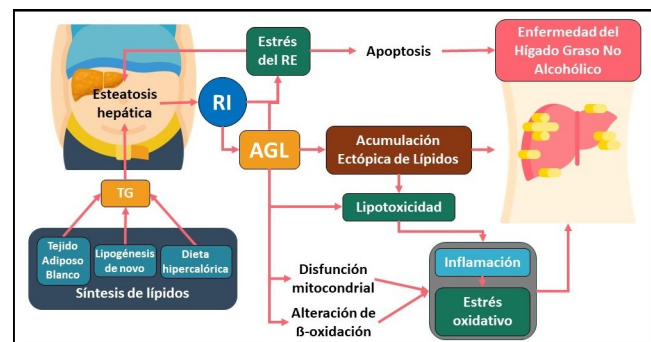 Estrés
del RE
Apoptosis
Enfermedad del
Hígado Graso No
Alcohólico
Esteatosis
hepática
RI
AGL
Acumulación
Ectópica de Lípidos
TG
Lipotoxicidad
Tejido
Adiposo
Blanco
Lipogénesis
de novo
Dieta
hipercalórica
Síntesis de lípidos
Disfunción
mitocondrial
Alteración de
ß-oxidación
Inflamación
Estrés
oxidativo